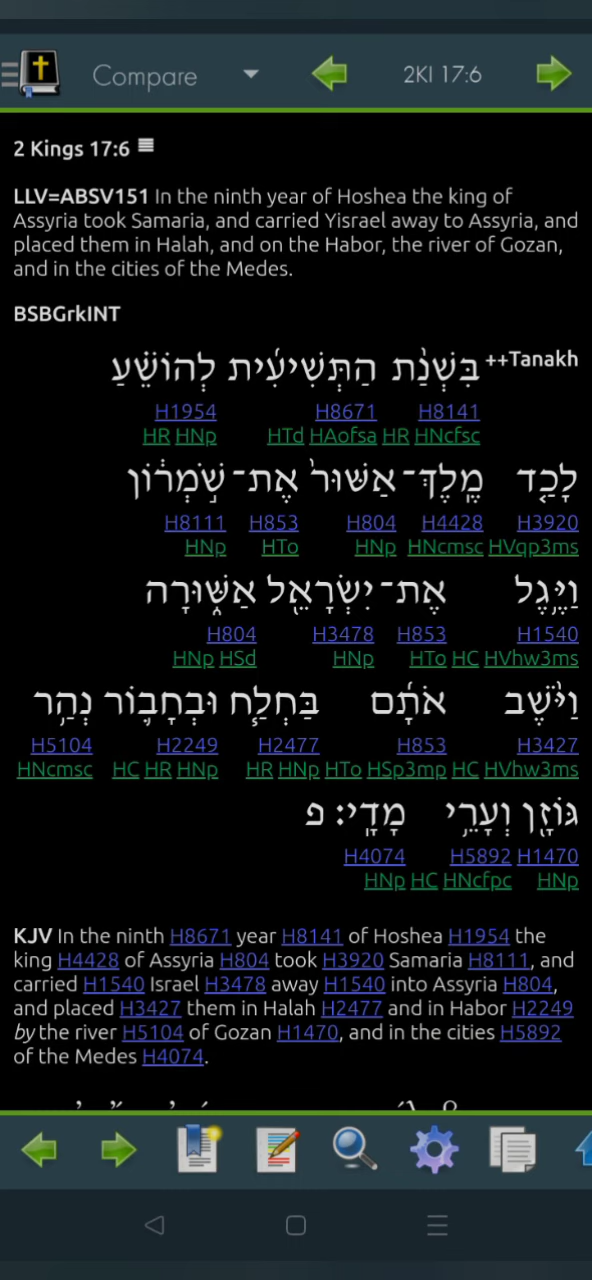 Compare 2KI 17:6
2 Kings 17:6
LLV=ABSV151 In the ninth year of Hoshea the king of
Assyria took Samaria, and carried Yisrael away to Assyria, and
placed them in Halah, and on the Habor, the river of Gozan,
and in the cities of the Medes.
BSBGrkINT
++Tanakh בִּשְׁנַ֨ת הַתְּשִׁיעִ֜ית לְהוֹשֵׁ֗עַ
H1954 H8671 H8141
HR HNp HTd HAofsa HR HNcfsc
לָכַ֤ד מֶֽלֶךְ־ אַשּׁוּר֙ אֶת־ שֹׁ֣מְר֔וֹן
H8111 H853 H804 H4428 H3920
HNp HTo HNp HNcmsc HVqp3ms
וַיֶּ֥גֶל אֶת־ יִשְׂרָאֵ֖ל אַשּׁ֑וּרָה
H804 H3478 H853 H1540
HNp HSd HNp HTo HC HVhw3ms
וַיֹּ֨שֶׁב אֹתָ֜ם בַּחְלַ֧ח וּבְחָב֛וֹר נְהַ֥ר
H5104 H2249 H2477 H853 H3427
HNcmsc HC HR HNp HR HNp HTo HSp3mp HC HVhw3ms
גּוֹזָ֖ן וְעָרֵ֥י מָדָֽי׃ פ
H4074 H5892 H1470
HNp HC HNcfpc HNp
KJV In the ninth H8671 year H8141 of Hoshea H1954 the
king H4428 of Assyria H804 took H3920 Samaria H8111, and
carried H1540 Israel H3478 away H1540 into Assyria H804,
and placed H3427 them in Halah H2477 and in Habor H2249
by the river H5104 of Gozan H1470, and in the cities H5892
of the Medes H4074.